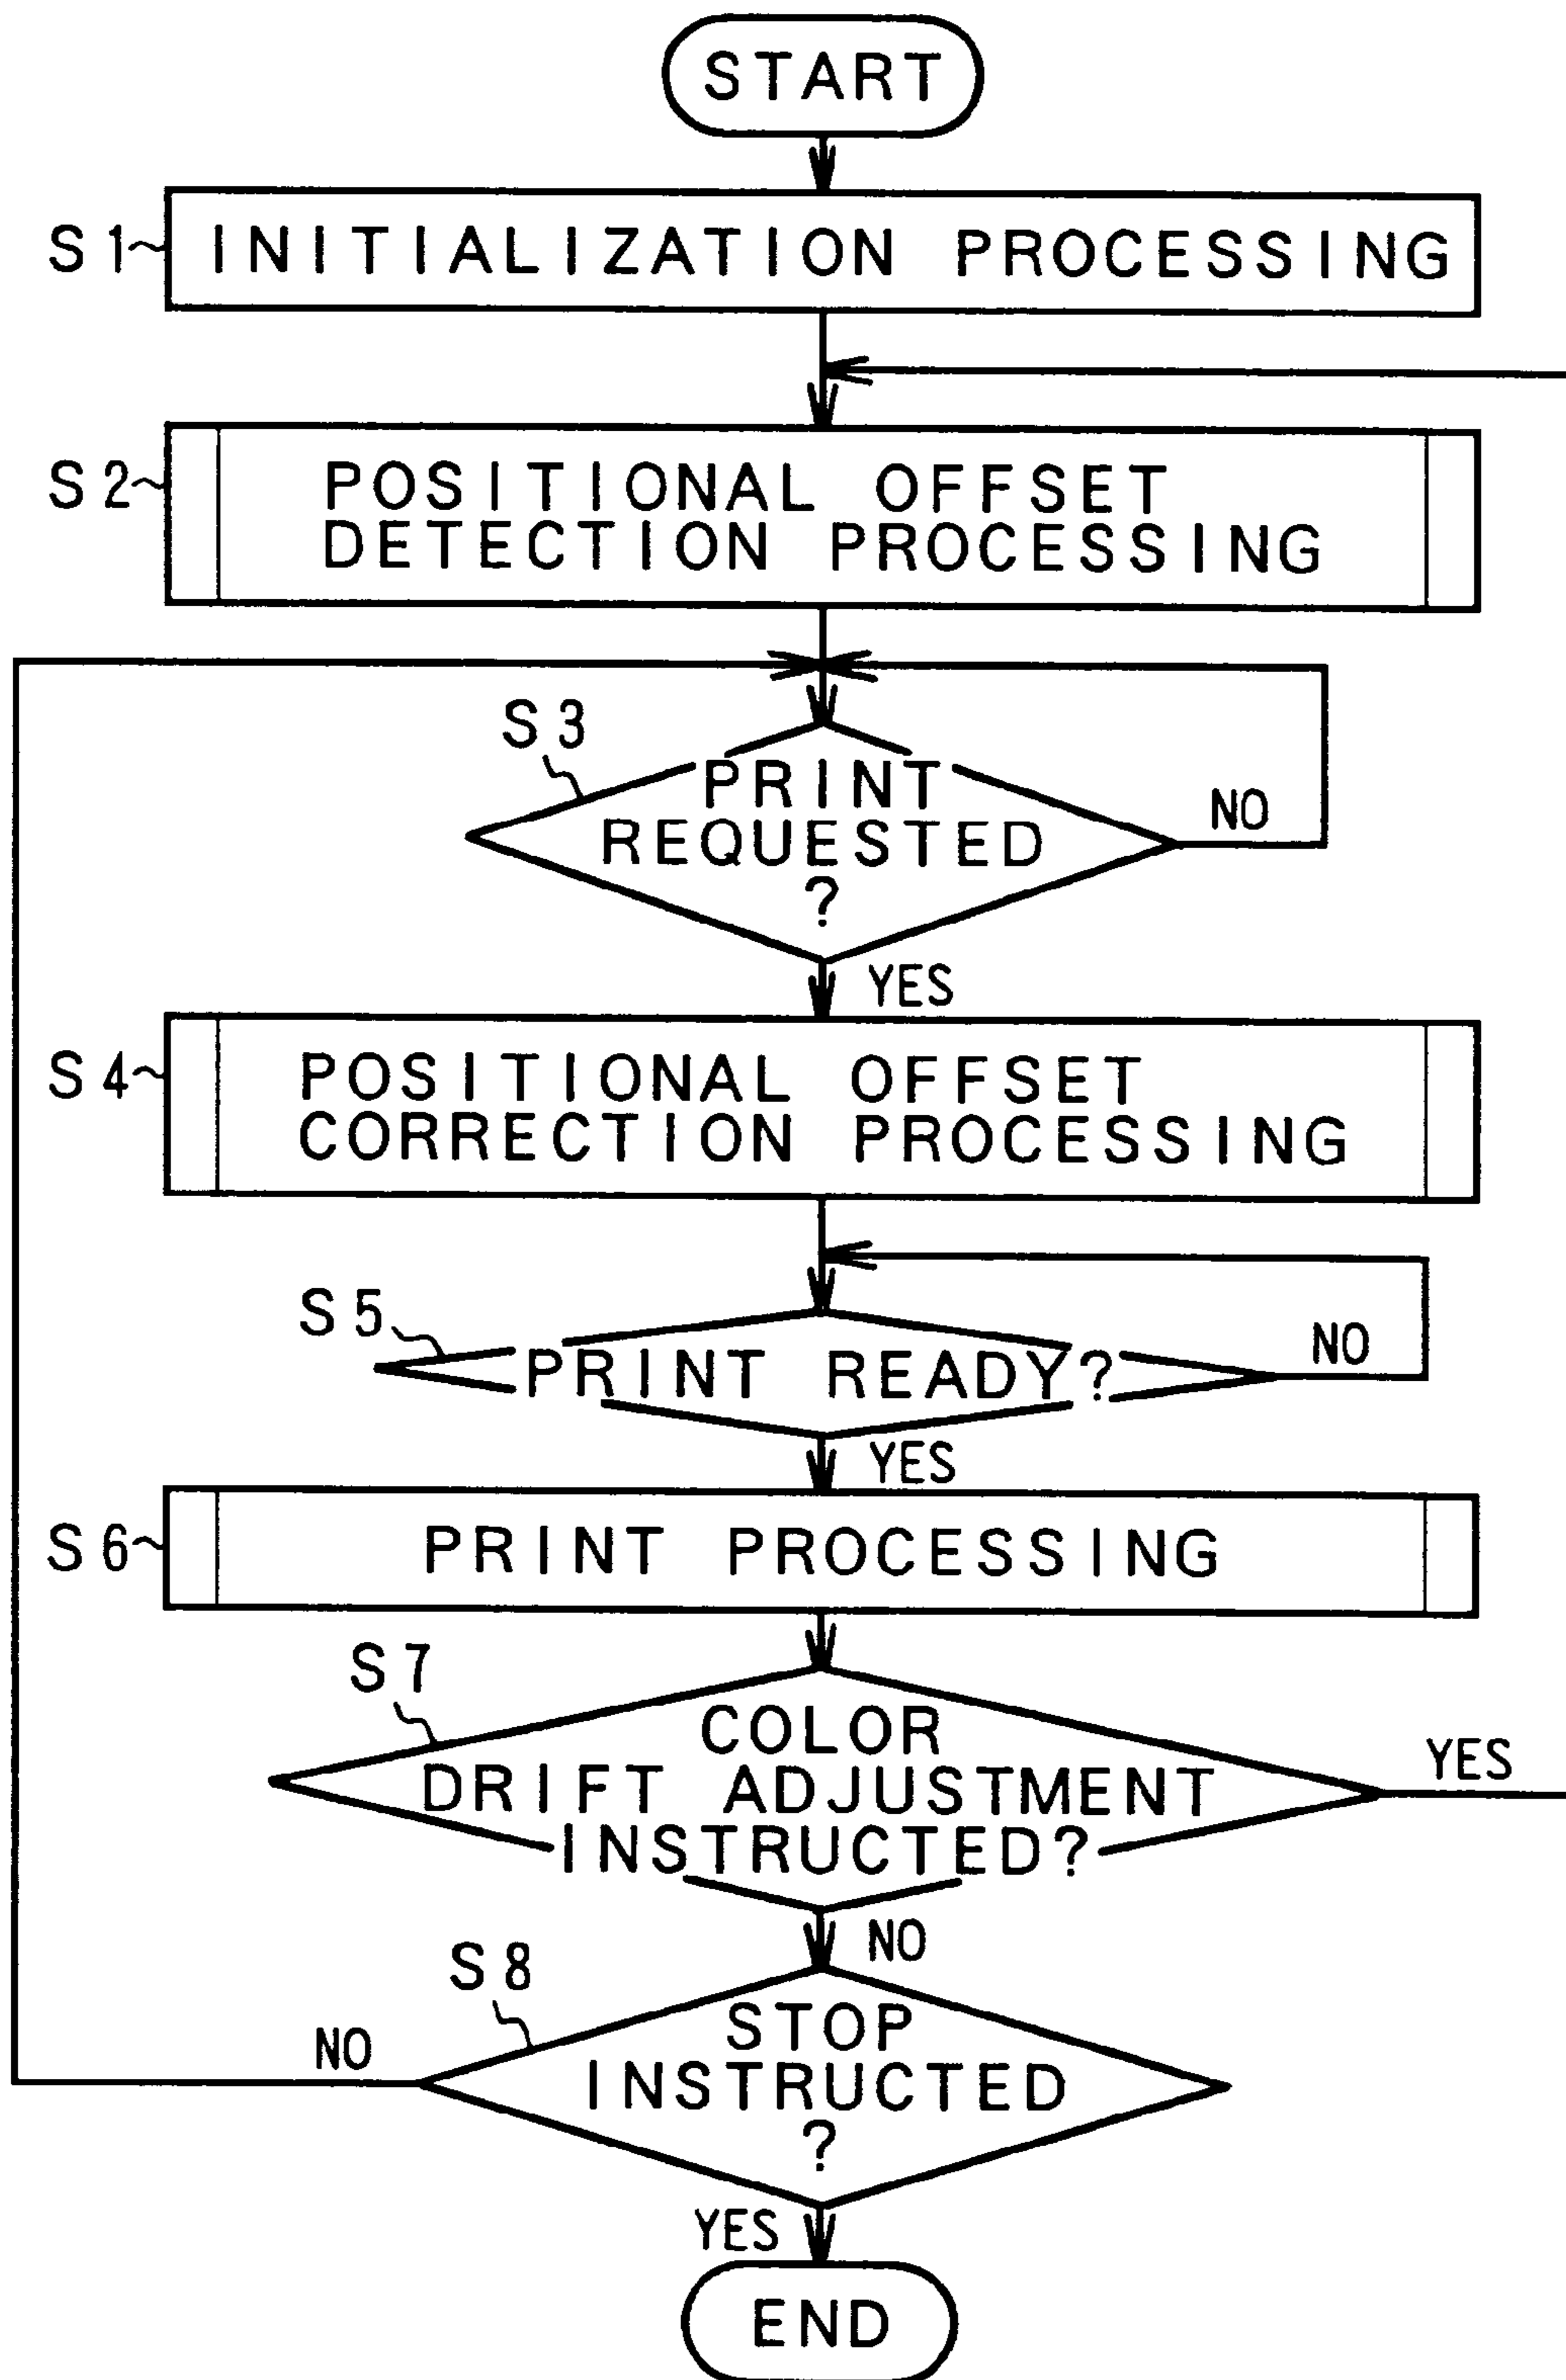 START
S1 INITIALIZATION PROCESSING
S2 POSITIONAL OFFSET
DETECTION PROCESSING
S3
PRINT
REQUESTED
?
NO
YES
S4 POSITIONAL OFFSET
CORRECTION PROCESSING
S5
PRINT READY?
NO
YES
S6 PRINT PROCESSING
S7
COLOR
DRIFT ADJUSTMENT
INSTRUCTED?
YES
NO
S8
STOP
INSTRUCTED
?
NO
YES
END